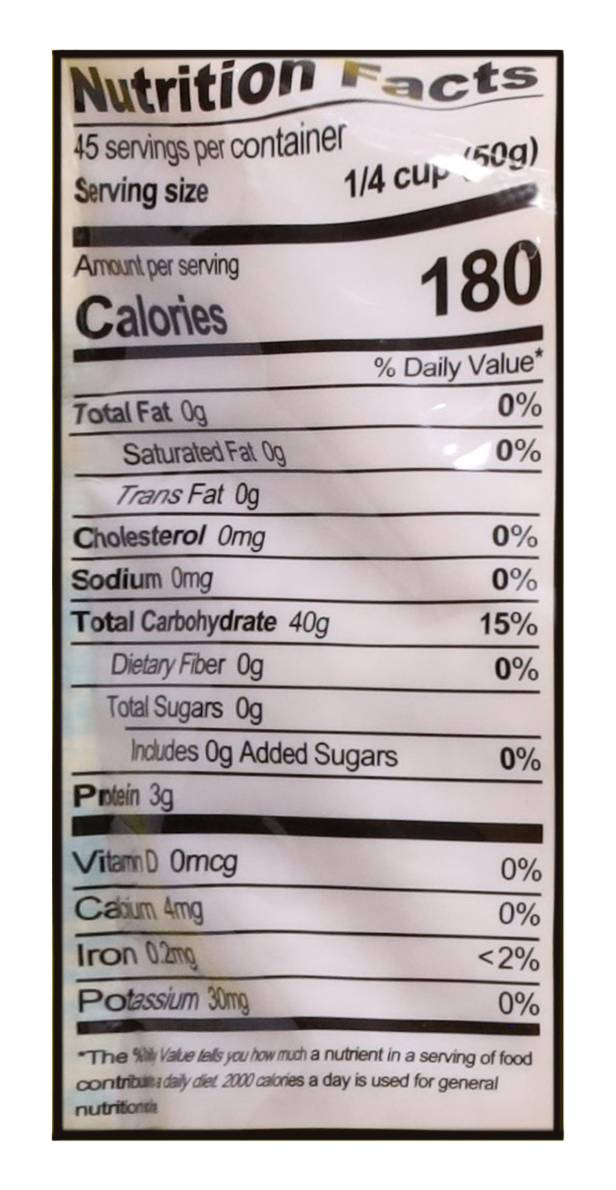 Nutrition Facts
45 servings per container
Serving size 1/4 cup (50g)
Amount per serving
Calories 180
% Daily Value*
Total Fat 0g 0%
Saturated Fat 0g 0%
Trans Fat 0g
Cholesterol 0mg 0%
Sodium 0mg 0%
Total Carbohydrate 40g 15%
Dietary Fiber 0g 0%
Total Sugars 0g
Includes 0g Added Sugars 0%
Protein 3g
Vitamin D 0mcg 0%
Calcium 4mg 0%
Iron 0.2mg <2%
Potassium 30mg 0%
*The % Value tells you how much a nutrient in a serving of food
a daily diet. 2000 calories a day is used for general